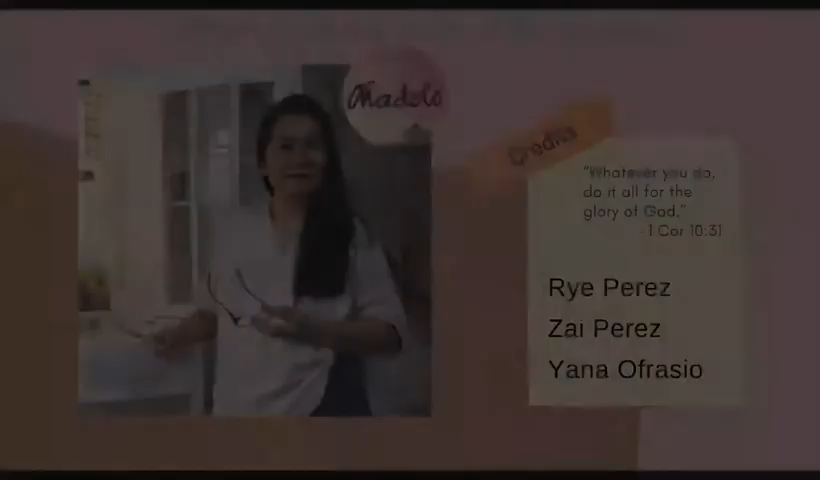 Madelo
Credits
"Whatever you do,
do it all for the
glory of God."
- 1 Cor 10:31
Rye Perez
Zai Perez
Yana Ofrasio